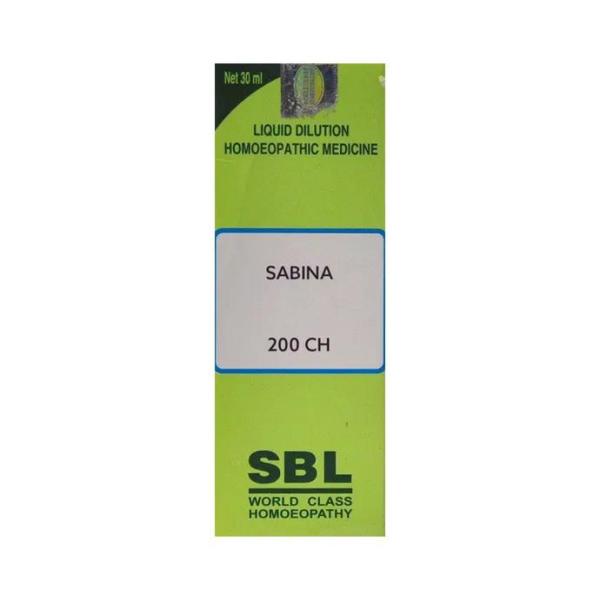 Net 30 ml
LIQUID DILUTION
HOMOEOPATHIC MEDICINE
SABINA
200 CH
SBL
WORLD CLASS
HOMOEOPATHY